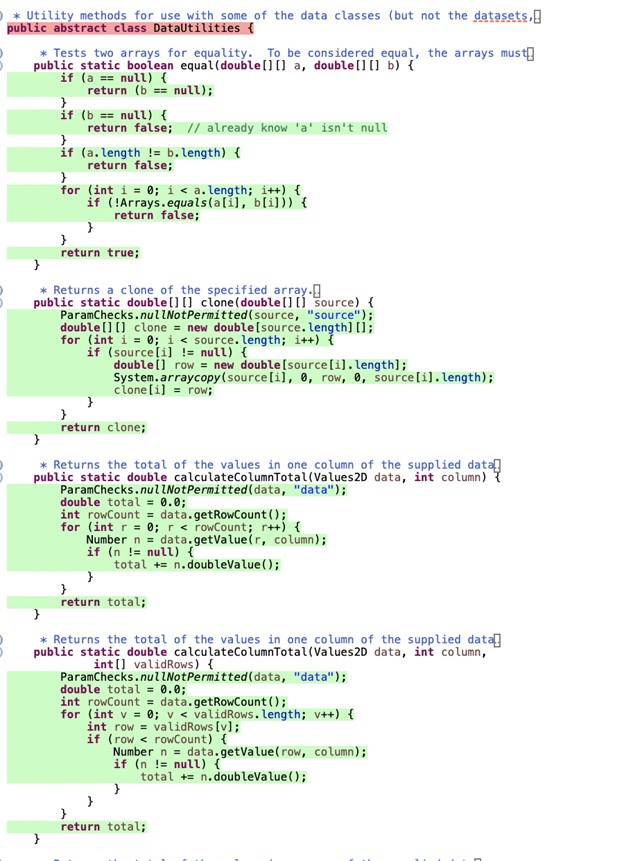 * Utility methods for use with some of the data classes (but not the datasets,
public abstract class DataUtilities {
* Tests two arrays for equality.  To be considered equal, the arrays must
public static boolean equal(double[][] a, double[][] b) {
if (a == null) {
return (b == null);
}
if (b == null) {
return false;  // already know 'a' isn't null
}
if (a.length != b.length) {
return false;
}
for (int i = 0; i < a.length; i++) {
if (!Arrays.equals(a[i], b[i])) {
return false;
}
}
return true;
}
* Returns a clone of the specified array.
public static double[][] clone(double[][] source) {
ParamChecks.nullNotPermitted(source, "source");
double[][] clone = new double[source.length][];
for (int i = 0; i < source.length; i++) {
if (source[i] != null) {
double[] row = new double[source[i].length];
System.arraycopy(source[i], 0, row, 0, source[i].length);
clone[i] = row;
}
}
return clone;
}
* Returns the total of the values in one column of the supplied data
public static double calculateColumnTotal(Values2D data, int column) {
ParamChecks.nullNotPermitted(data, "data");
double total = 0.0;
int rowCount = data.getRowCount();
for (int r = 0; r < rowCount; r++) {
Number n = data.getValue(r, column);
if (n != null) {
total += n.doubleValue();
}
}
return total;
}
* Returns the total of the values in one column of the supplied data
public static double calculateColumnTotal(Values2D data, int column,
int[] validRows) {
ParamChecks.nullNotPermitted(data, "data");
double total = 0.0;
int rowCount = data.getRowCount();
for (int v = 0; v < validRows.length; v++) {
int row = validRows[v];
if (row < rowCount) {
Number n = data.getValue(row, column);
if (n != null) {
total += n.doubleValue();
}
}
}
return total;
}